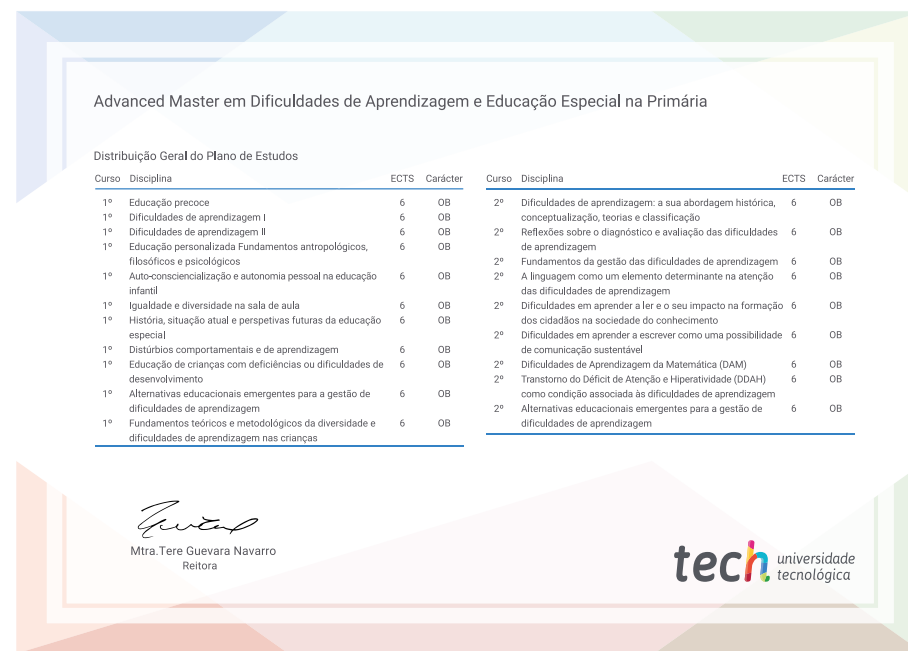 Advanced Master em Dificuldades de Aprendizagem e Educação Especial na Primária
Distribuição Geral do Plano de Estudos
Curso Disciplina ECTS Carácter
1º Educação precoce 6 OB
1º Dificuldades de aprendizagem I 6 OB
1º Dificuldades de aprendizagem II 6 OB
1º Educação personalizada Fundamentos antropológicos, 6 OB
filosóficos e psicológicos
1º Auto-consciencialização e autonomia pessoal na educação 6 OB
infantil
1º Igualdade e diversidade na sala de aula 6 OB
1º História, situação atual e perspetivas futuras da educação 6 OB
especial
1º Distúrbios comportamentais e de aprendizagem 6 OB
1º Educação de crianças com deficiências ou dificuldades de 6 OB
desenvolvimento
1º Alternativas educacionais emergentes para a gestão de 6 OB
dificuldades de aprendizagem
1º Fundamentos teóricos e metodológicos da diversidade e 6 OB
dificuldades de aprendizagem nas crianças
Curso Disciplina ECTS Carácter
2º Dificuldades de aprendizagem: a sua abordagem histórica, 6 OB
conceptualização, teorias e classificação
2º Reflexões sobre o diagnóstico e avaliação das dificuldades 6 OB
de aprendizagem
2º Fundamentos da gestão das dificuldades de aprendizagem 6 OB
2º A linguagem como um elemento determinante na atenção 6 OB
das dificuldades de aprendizagem
2º Dificuldades em aprender a ler e o seu impacto na formação 6 OB
dos cidadãos na sociedade do conhecimento
2º Dificuldades em aprender a escrever como uma possibilidade 6 OB
de comunicação sustentável
2º Dificuldades de Aprendizagem da Matemática (DAM) 6 OB
2º Transtorno do Déficit de Atenção e Hiperatividade (DDAH) 6 OB
como condição associada às dificuldades de aprendizagem
2º Alternativas educacionais emergentes para a gestão de 6 OB
dificuldades de aprendizagem
Mtra.Tere Guevara Navarro
Reitora
tech universidade
tecnológica